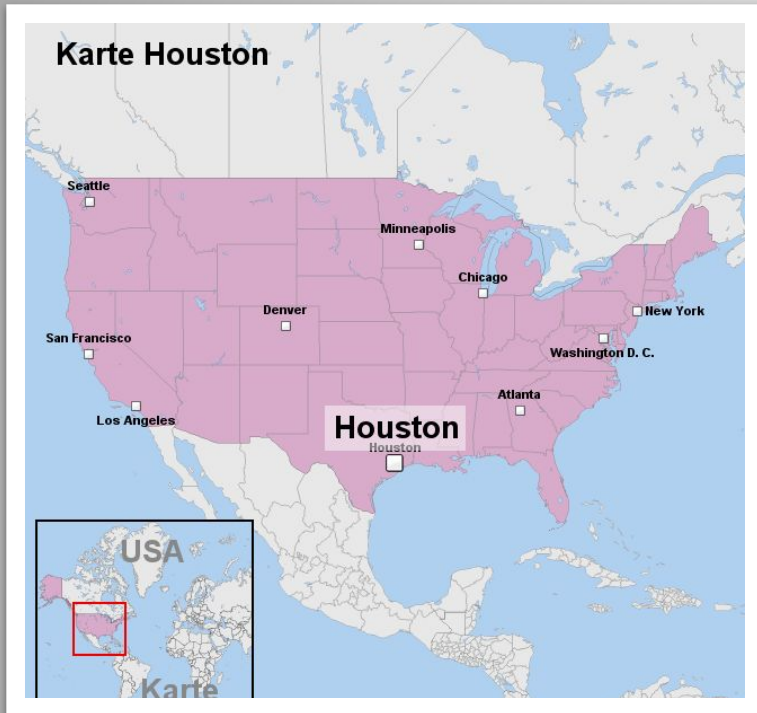 Karte Houston
Seattle
Minneapolis
Chicago
Denver
New York
San Francisco
Washington D. C.
Atlanta
Los Angeles
Houston
Houston
USA
Karte